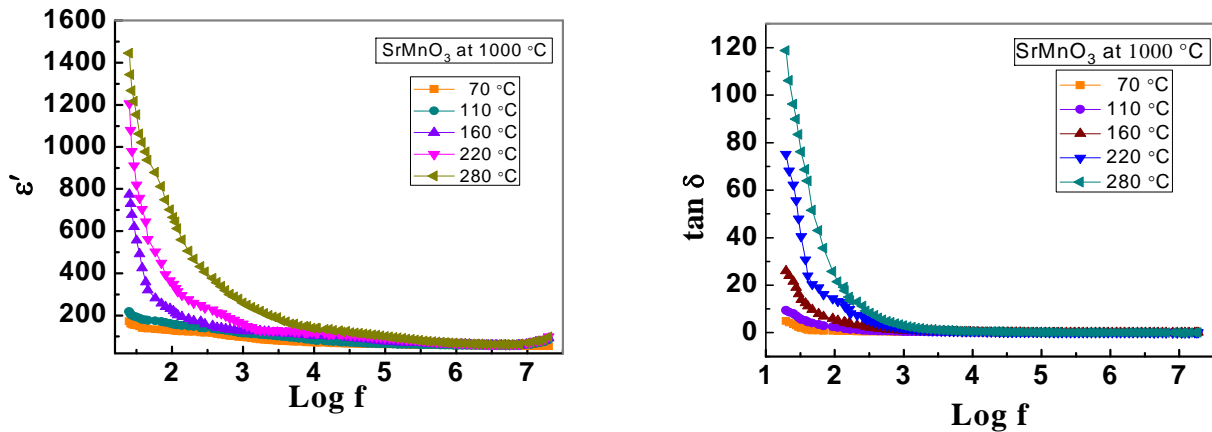 1600
1400
1200
1000
800
600
400
200
ε′
2 3 4 5 6 7
Log f
SrMnO₃ at 1000 °C
70 °C
110 °C
160 °C
220 °C
280 °C
120
100
80
60
40
20
0
tan δ
1 2 3 4 5 6 7
Log f
SrMnO₃ at 1000 °C
70 °C
110 °C
160 °C
220 °C
280 °C